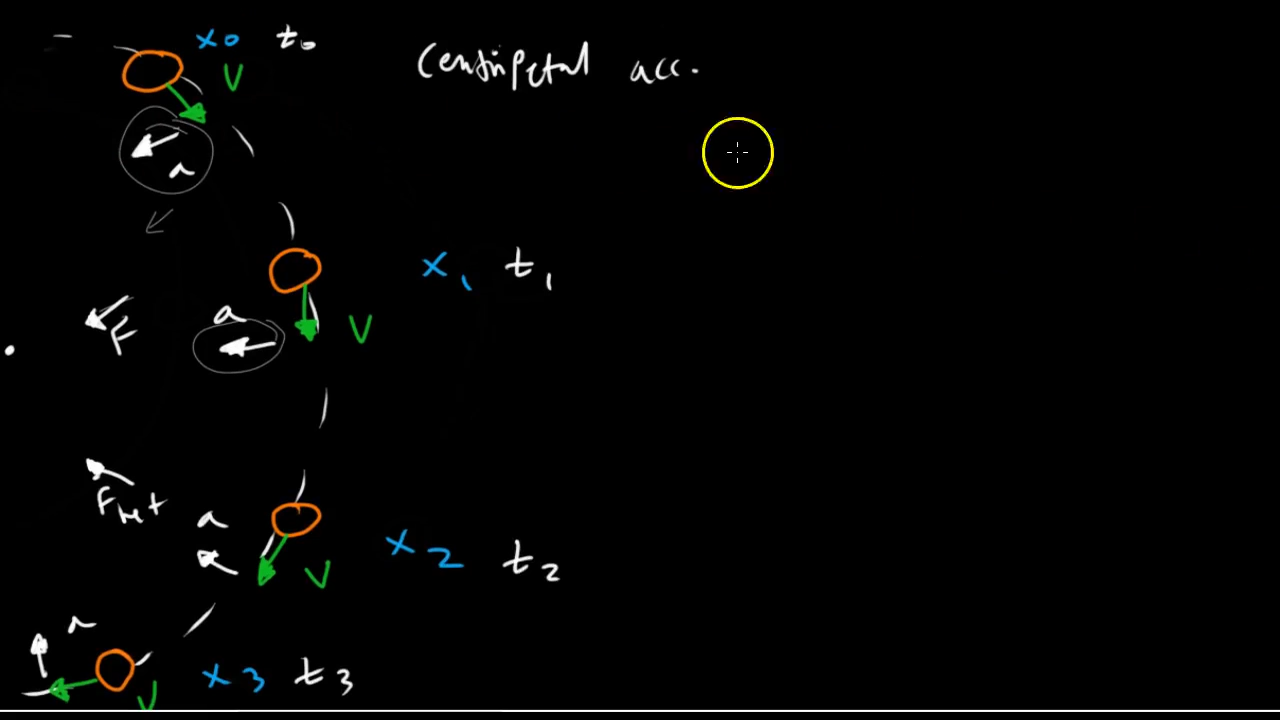 x0 t0 Centripetal acc.
V
a
x1 t1
a
F V
Fnet a x2 t2
V
a
x3 t3
V